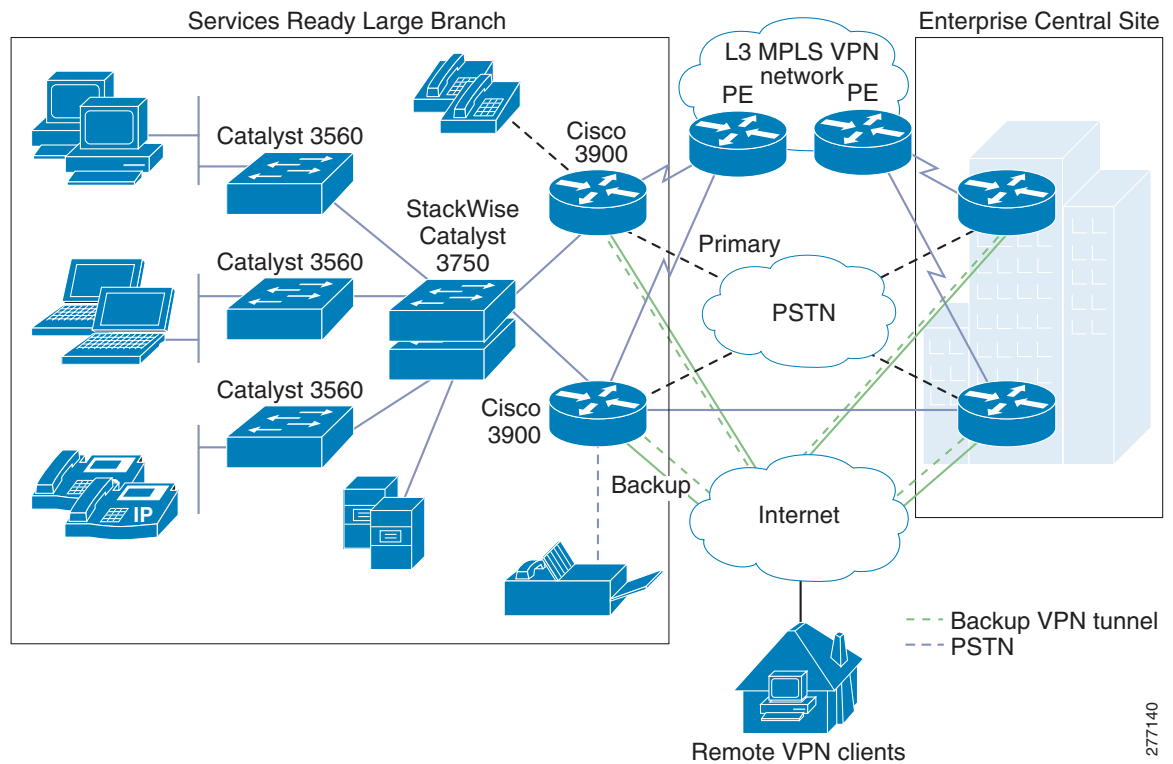 Services Ready Large Branch
Enterprise Central Site
L3 MPLS VPN
network
PE
PE
Catalyst 3560
Cisco
3900
StackWise
Catalyst
3750
Catalyst 3560
Primary
PSTN
Catalyst 3560
Cisco
3900
IP
Backup
Internet
Backup VPN tunnel
PSTN
Remote VPN clients
277140